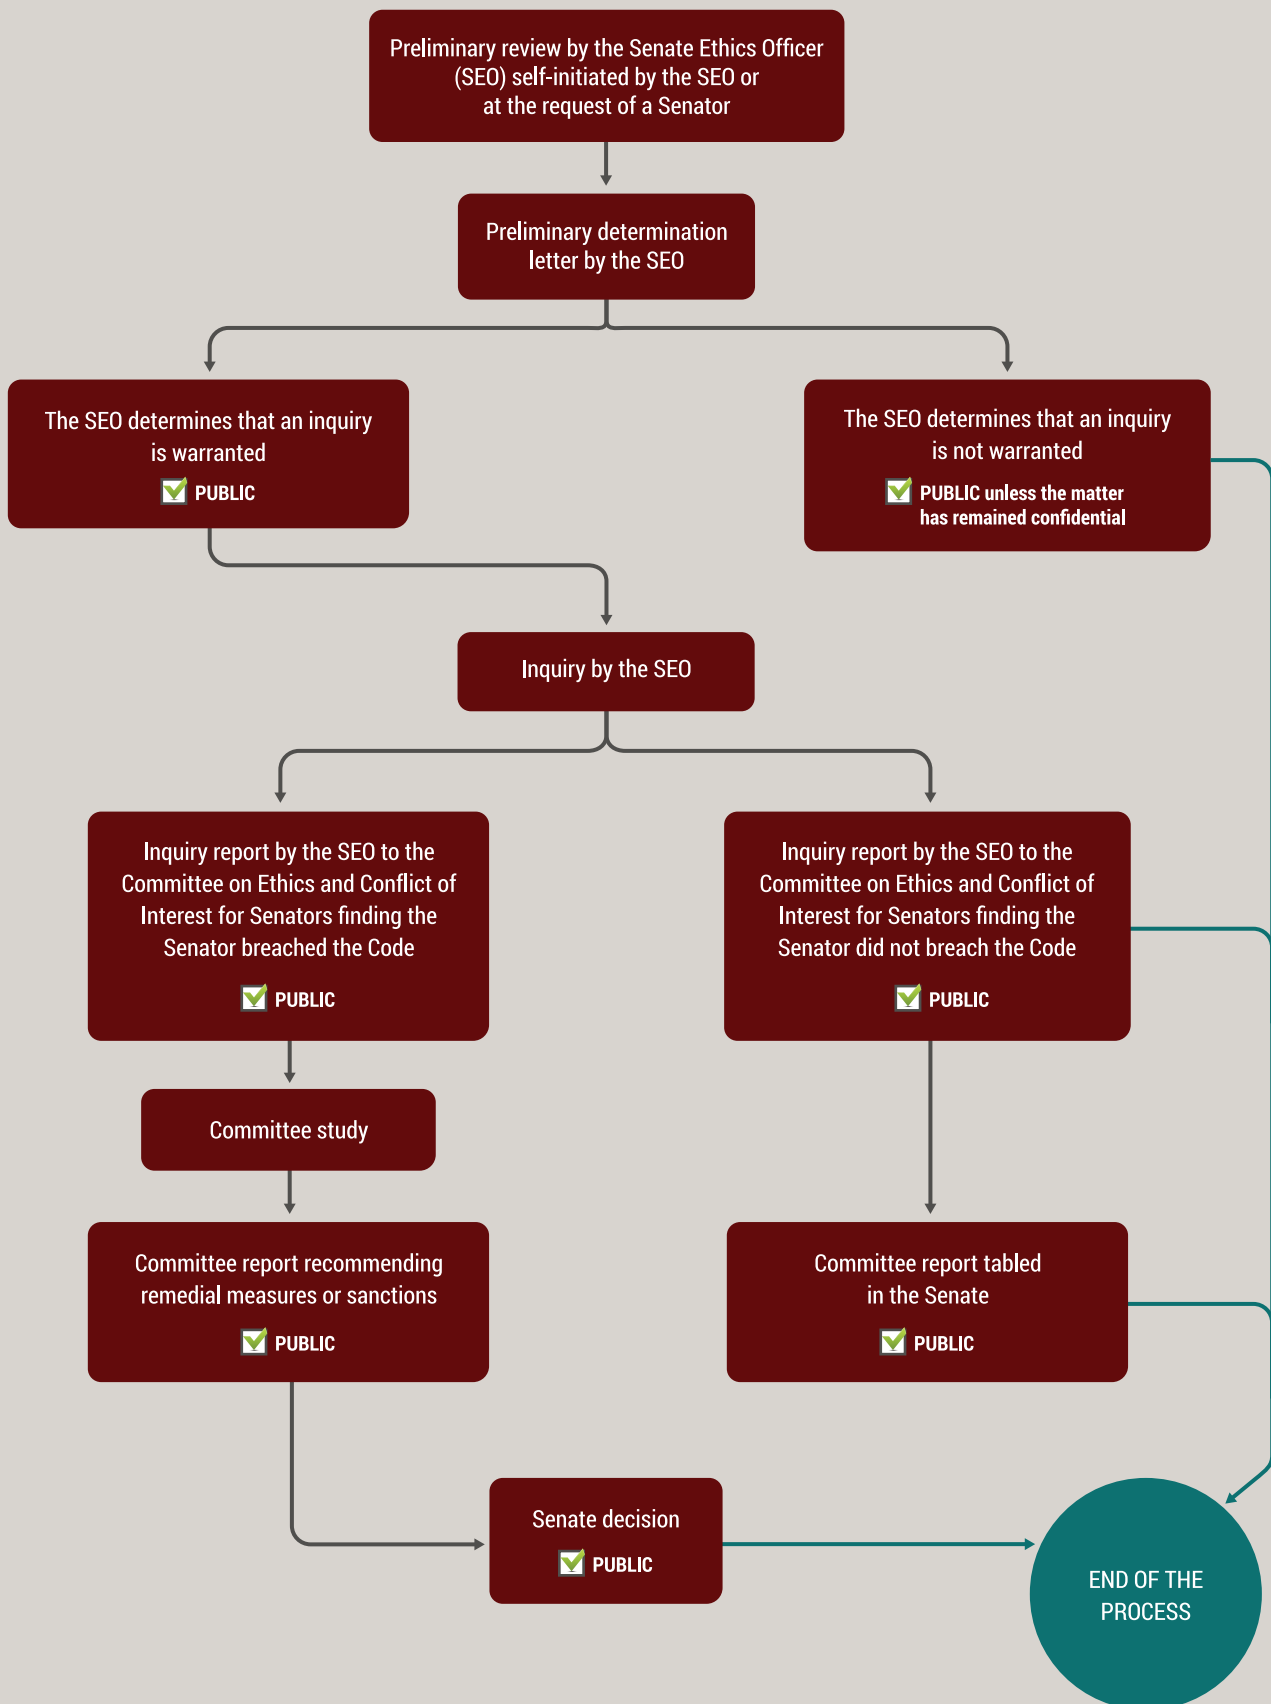 Preliminary review by the Senate Ethics Officer
(SEO) self-initiated by the SEO or
at the request of a Senator
Preliminary determination
letter by the SEO
The SEO determines that an inquiry
is warranted
PUBLIC
The SEO determines that an inquiry
is not warranted
PUBLIC unless the matter
has remained confidential
Inquiry by the SEO
Inquiry report by the SEO to the
Committee on Ethics and Conflict of
Interest for Senators finding the
Senator breached the Code
PUBLIC
Inquiry report by the SEO to the
Committee on Ethics and Conflict of
Interest for Senators finding the
Senator did not breach the Code
PUBLIC
Committee study
Committee report recommending
remedial measures or sanctions
PUBLIC
Committee report tabled
in the Senate
PUBLIC
Senate decision
PUBLIC
END OF THE
PROCESS